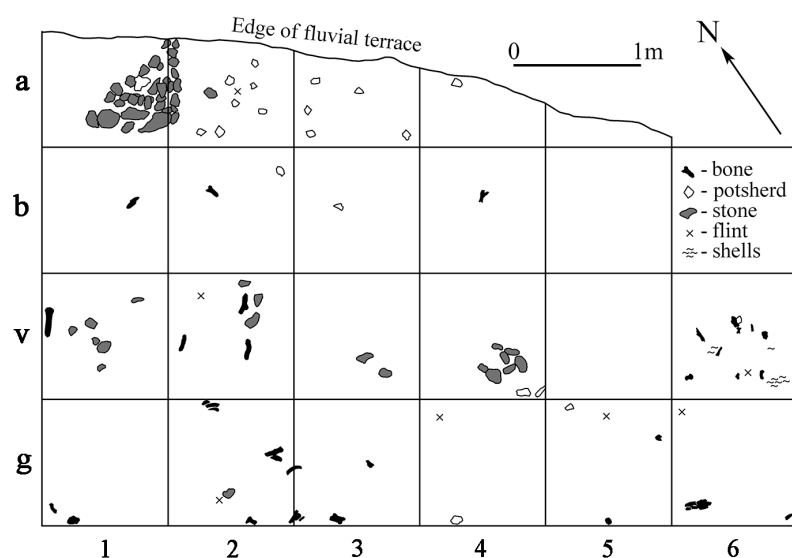 Edge of fluvial terrace
N
0 1m
a
b
- bone
- potsherd
- stone
- flint
- shells
v
g
1 2 3 4 5 6